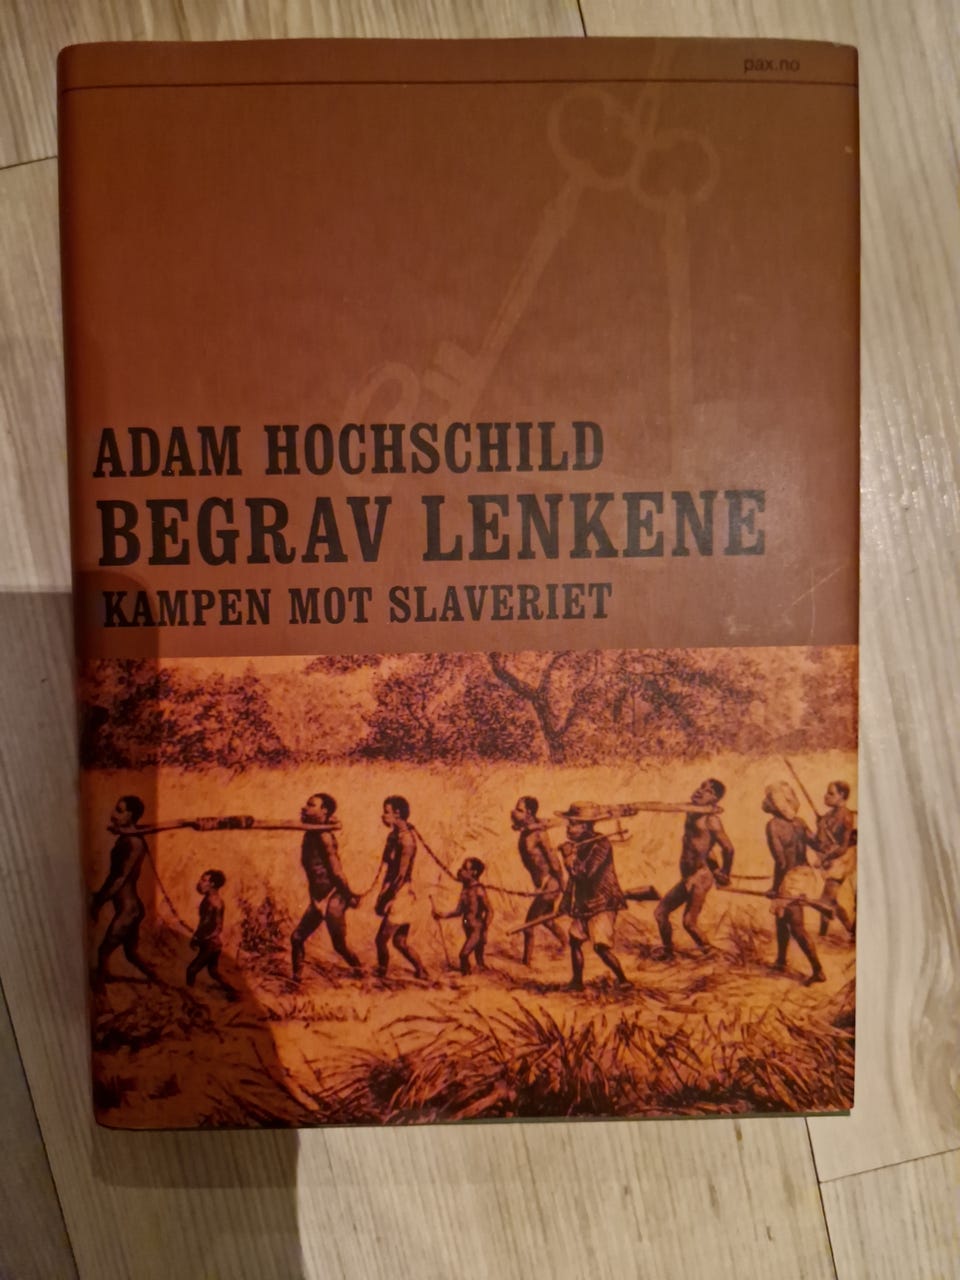 pax.no
ADAM HOCHSCHILD
BEGRAV LENKENE
KAMPEN MOT SLAVERIET